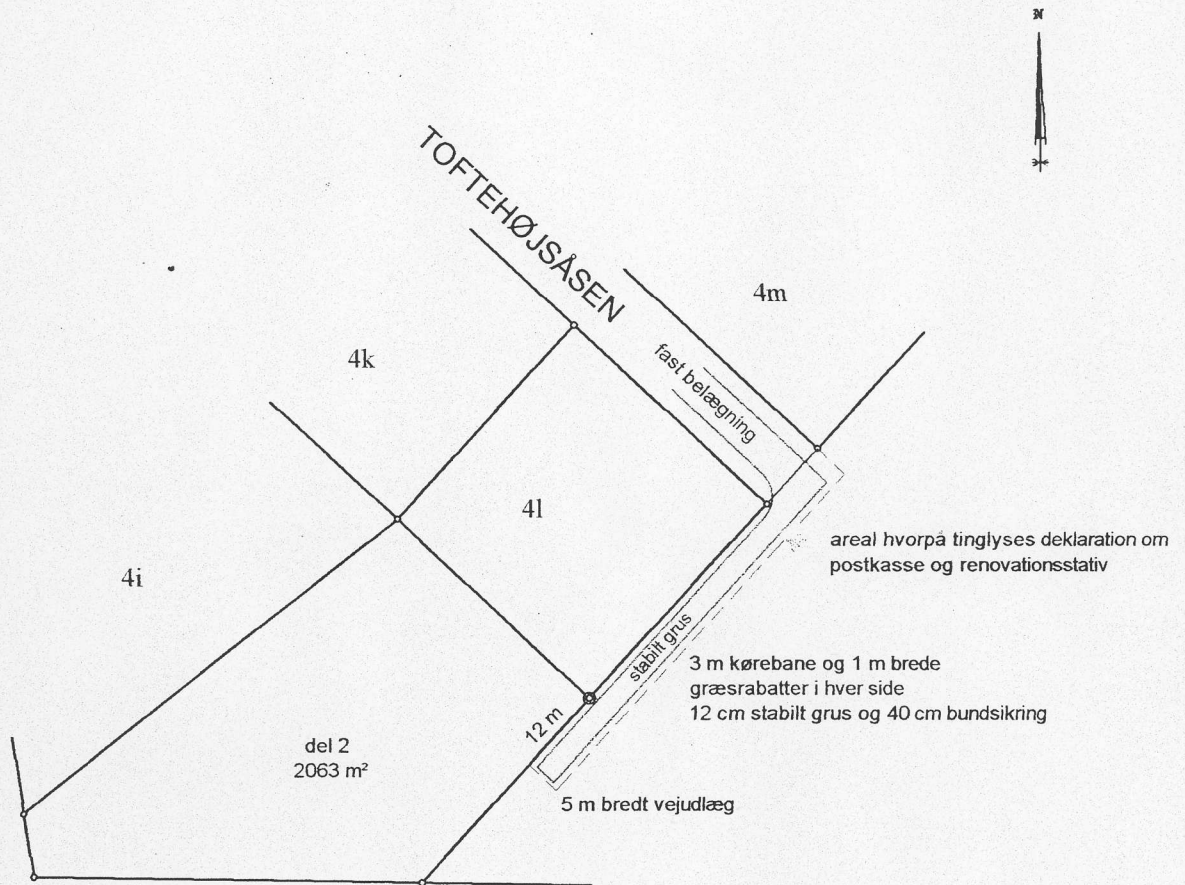 N
TOFTEHØJSÅSEN
4m
4k
fast belægning
4l
areal hvorpå tinglyses deklaration om
postkasse og renovationsstativ
4i
stabilt grus
3 m kørebane og 1 m brede
græsrabatter i hver side
12 cm stabilt grus og 40 cm bundsikring
12 m
del 2
2063 m²
5 m bredt vejudlæg